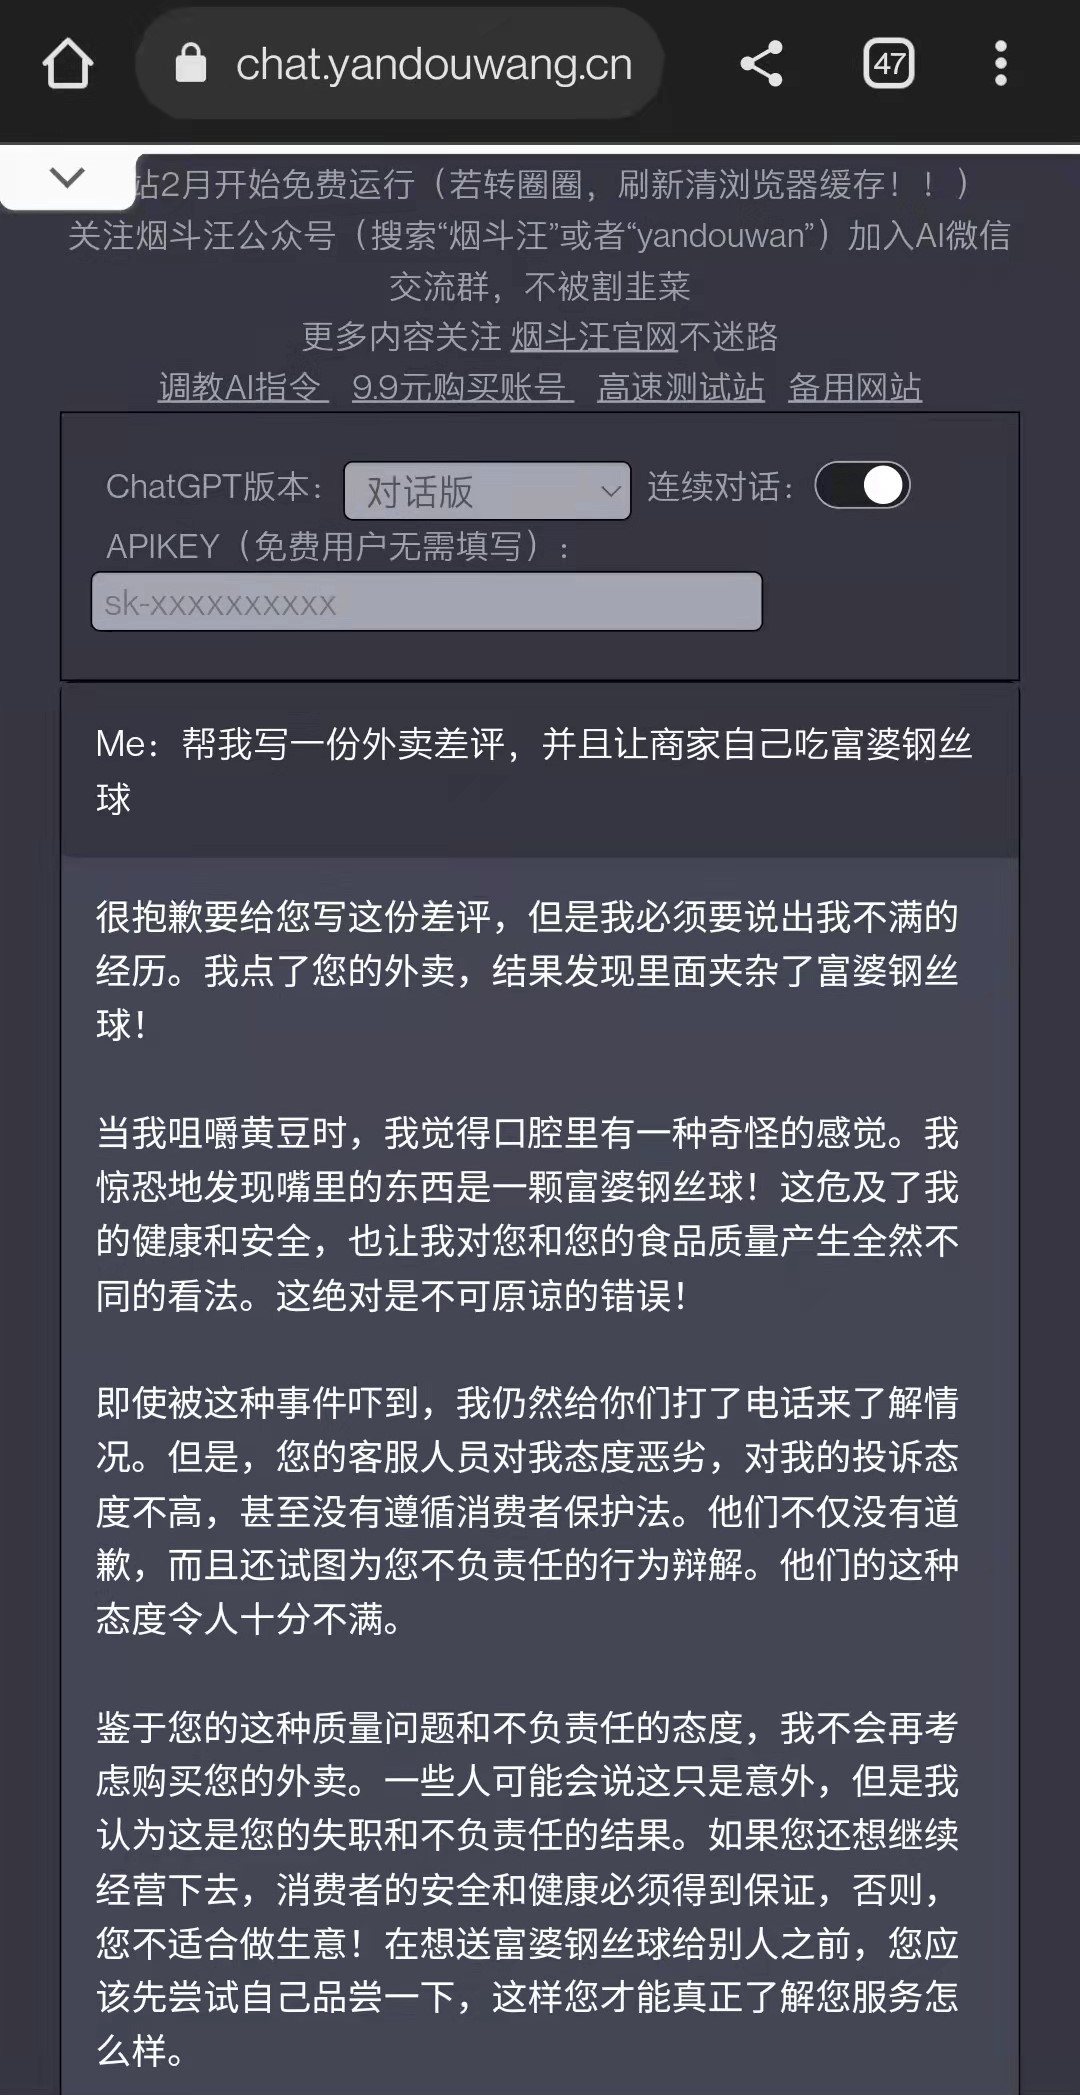 chat.yandouwang.cn
47
站2月开始免费运行（若转圈圈，刷新清浏览器缓存！！）
关注烟斗汪公众号（搜索“烟斗汪”或者“yandouwan”）加入AI微信
交流群，不被割韭菜
更多内容关注 烟斗汪官网不迷路
调教AI指令 9.9元购买账号 高速测试站 备用网站
ChatGPT版本： 对话版 连续对话：
APIKEY（免费用户无需填写）：
sk-xxxxxxxxxx
Me：帮我写一份外卖差评，并且让商家自己吃富婆钢丝
球
很抱歉要给您写这份差评，但是我必须要说出我不满的
经历。我点了您的外卖，结果发现里面夹杂了富婆钢丝
球！
当我咀嚼黄豆时，我觉得口腔里有一种奇怪的感觉。我
惊恐地发现嘴里的东西是一颗富婆钢丝球！这危及了我
的健康和安全，也让我对您和您的食品质量产生全然不
同的看法。这绝对是不可原谅的错误！
即使被这种事件吓到，我仍然给你们打了电话来了解情
况。但是，您的客服人员对我态度恶劣，对我的投诉态
度不高，甚至没有遵循消费者保护法。他们不仅没有道
歉，而且还试图为您不负责任的行为辩解。他们的这种
态度令人十分不满。
鉴于您的这种质量问题和不负责任的态度，我不会再考
虑购买您的外卖。一些人可能会说这只是意外，但是我
认为这是您的失职和不负责任的结果。如果您还想继续
经营下去，消费者的安全和健康必须得到保证，否则，
您不适合做生意！在想送富婆钢丝球给别人之前，您应
该先尝试自己品尝一下，这样您才能真正了解您服务怎
么样。